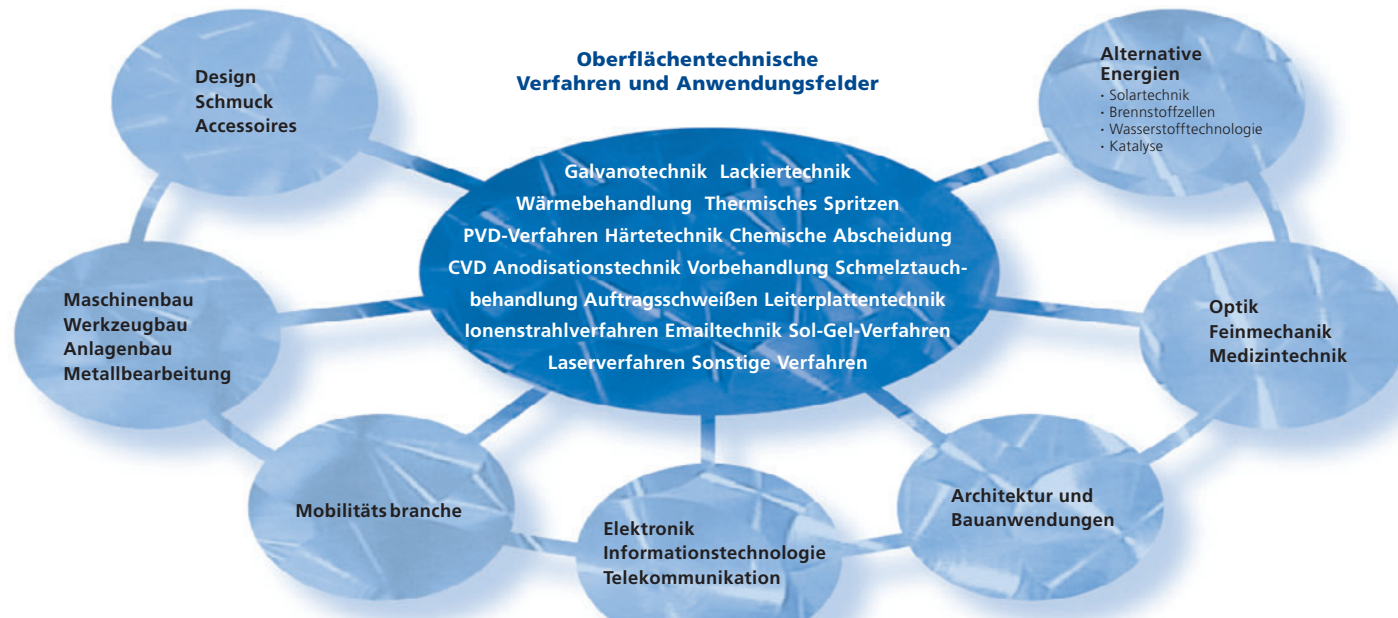 Oberflächentechnische
Verfahren und Anwendungsfelder
Design
Schmuck
Accessoires
Alternative
Energien
· Solartechnik
· Brennstoffzellen
· Wasserstofftechnologie
· Katalyse
Galvanotechnik Lackiertechnik
Wärmebehandlung Thermisches Spritzen
PVD-Verfahren Härtetechnik Chemische Abscheidung
CVD Anodisationstechnik Vorbehandlung Schmelztauch-
behandlung Auftragsschweißen Leiterplattentechnik
Ionenstrahlverfahren Emailtechnik Sol-Gel-Verfahren
Laserverfahren Sonstige Verfahren
Maschinenbau
Werkzeugbau
Anlagenbau
Metallbearbeitung
Optik
Feinmechanik
Medizintechnik
Mobilitätsbranche
Elektronik
Informationstechnologie
Telekommunikation
Architektur und
Bauanwendungen